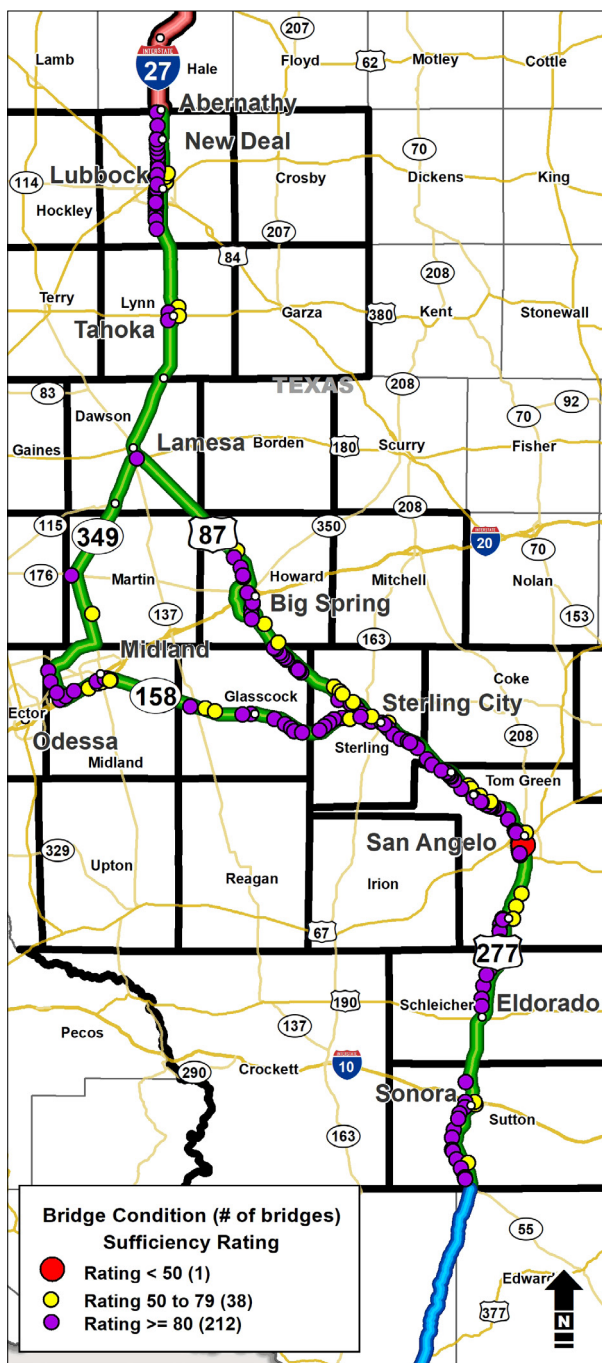 207
Lamb
INTERSTATE
27
Hale
Floyd
62
Motley
Cottle
Abernathy
New Deal
70
Lubbock
114
Crosby
Dickens
King
Hockley
207
84
208
Terry
Lynn
Garza
380
Kent
Stonewall
Tahoka
TEXAS
208
83
92
Dawson
70
Lamesa
Gaines
Borden
180
Scurry
Fisher
208
115
349
87
350
INTERSTATE
20
70
176
Martin
Howard
Mitchell
Nolan
137
Big Spring
153
163
Midland
Coke
158
Glasscock
Sterling City
Ector
Odessa
208
Midland
Sterling
Tom Green
San Angelo
329
Upton
Reagan
Irion
67
277
190
Schleicher
Eldorado
137
Pecos
290
Crockett
INTERSTATE
10
Sonora
Sutton
163
Bridge Condition (# of bridges)
Sufficiency Rating
Rating < 50 (1)
Rating 50 to 79 (38)
Rating >= 80 (212)
55
Edward
377
N